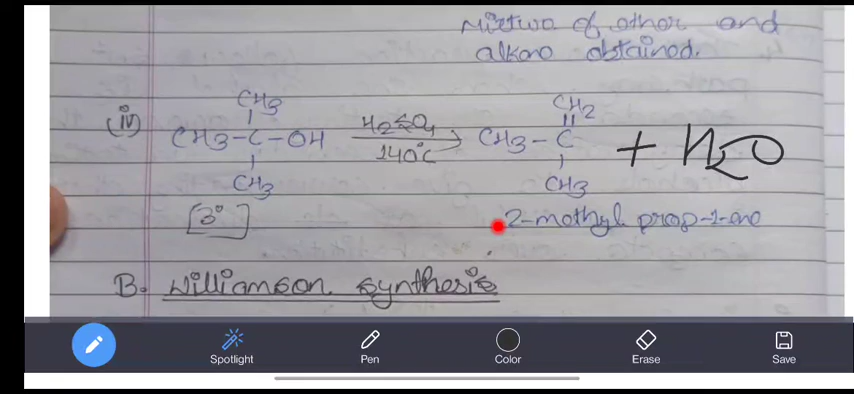 mixture of ether and
alkene obtained.
(iv) CH3-C-OH H2SO4 140°C CH3-C + H2O
CH3 CH2
CH3 CH3
[3°] 2-methyl prop-1-ene
B. Williamson synthesis
Spotlight Pen Color Erase Save